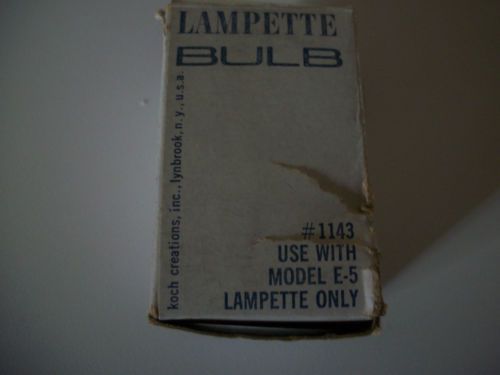 LAMPETTE
BULB
koch creations, inc., lynbrook, n.y., u.s.a.
#1143
USE WITH
MODEL E-5
LAMPETTE ONLY